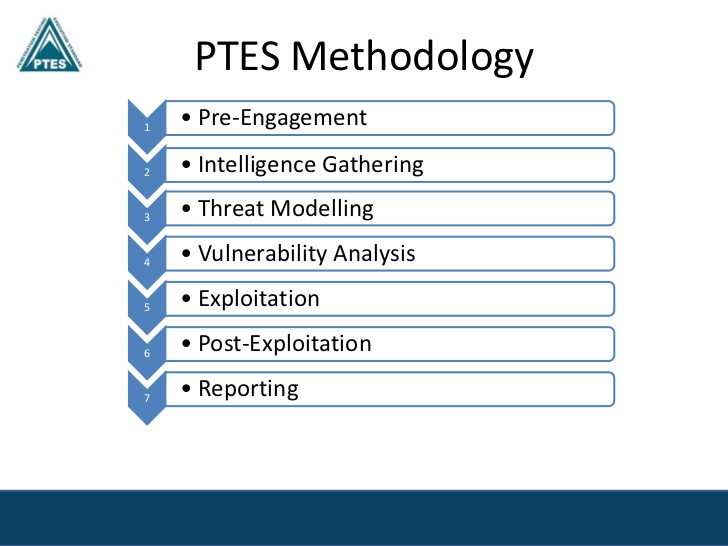 PTES
PTES Methodology
1
• Pre-Engagement
2
• Intelligence Gathering
3
• Threat Modelling
4
• Vulnerability Analysis
5
• Exploitation
6
• Post-Exploitation
7
• Reporting